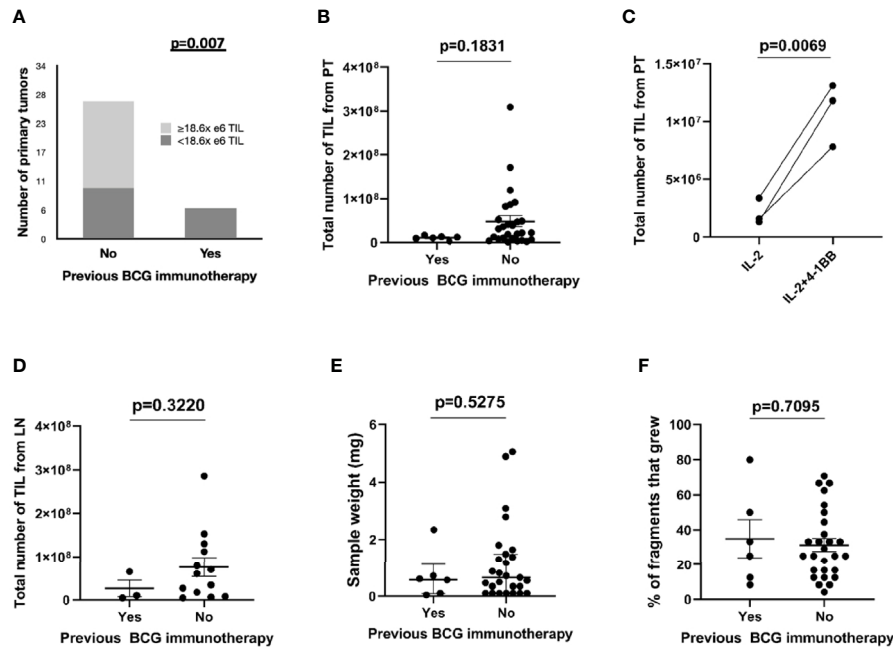 A
p=0.007
Number of primary tumors
34
28
23
17
11
6
0
≥18.6x e6 TIL
<18.6x e6 TIL
No
Yes
Previous BCG immunotherapy
B
p=0.1831
Total number of TIL from PT
4×10⁸
3×10⁸
2×10⁸
1×10⁸
0
Yes
No
Previous BCG immunotherapy
C
p=0.0069
Total number of TIL from PT
1.5×10⁷
1×10⁷
5×10⁶
0
IL-2
IL-2+4-1BB
D
p=0.3220
Total number of TIL from LN
4×10⁸
3×10⁸
2×10⁸
1×10⁸
0
Yes
No
Previous BCG immunotherapy
E
p=0.5275
Sample weight (mg)
6
4
2
0
Yes
No
Previous BCG immunotherapy
F
p=0.7095
% of fragments that grew
100
80
60
40
20
0
Yes
No
Previous BCG immunotherapy